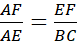 AF/AE = EF/BC